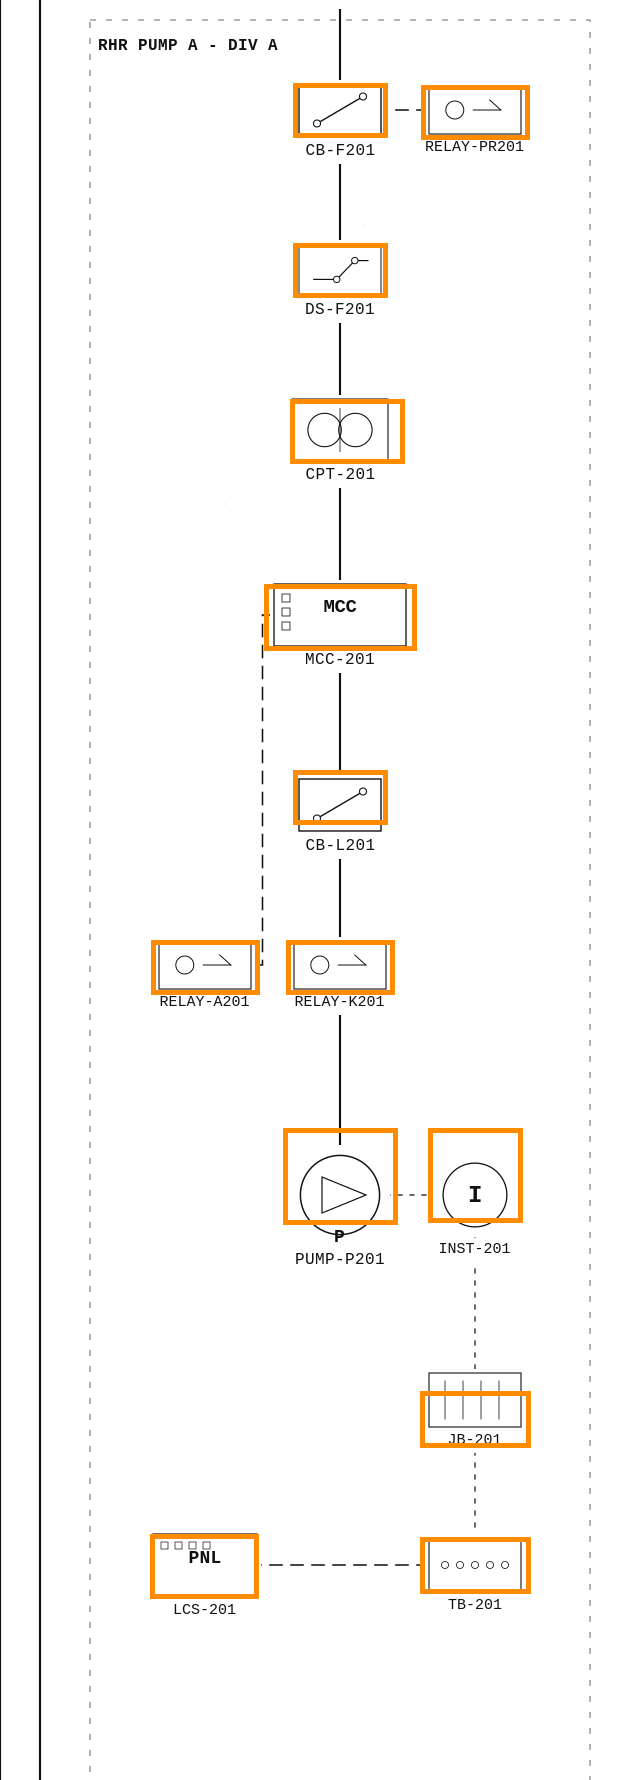 RHR PUMP A - DIV A
CB-F201
RELAY-PR201
DS-F201
CPT-201
MCC
MCC-201
CB-L201
RELAY-A201
RELAY-K201
I
P
PUMP-P201
INST-201
JB-201
PNL
LCS-201
TB-201